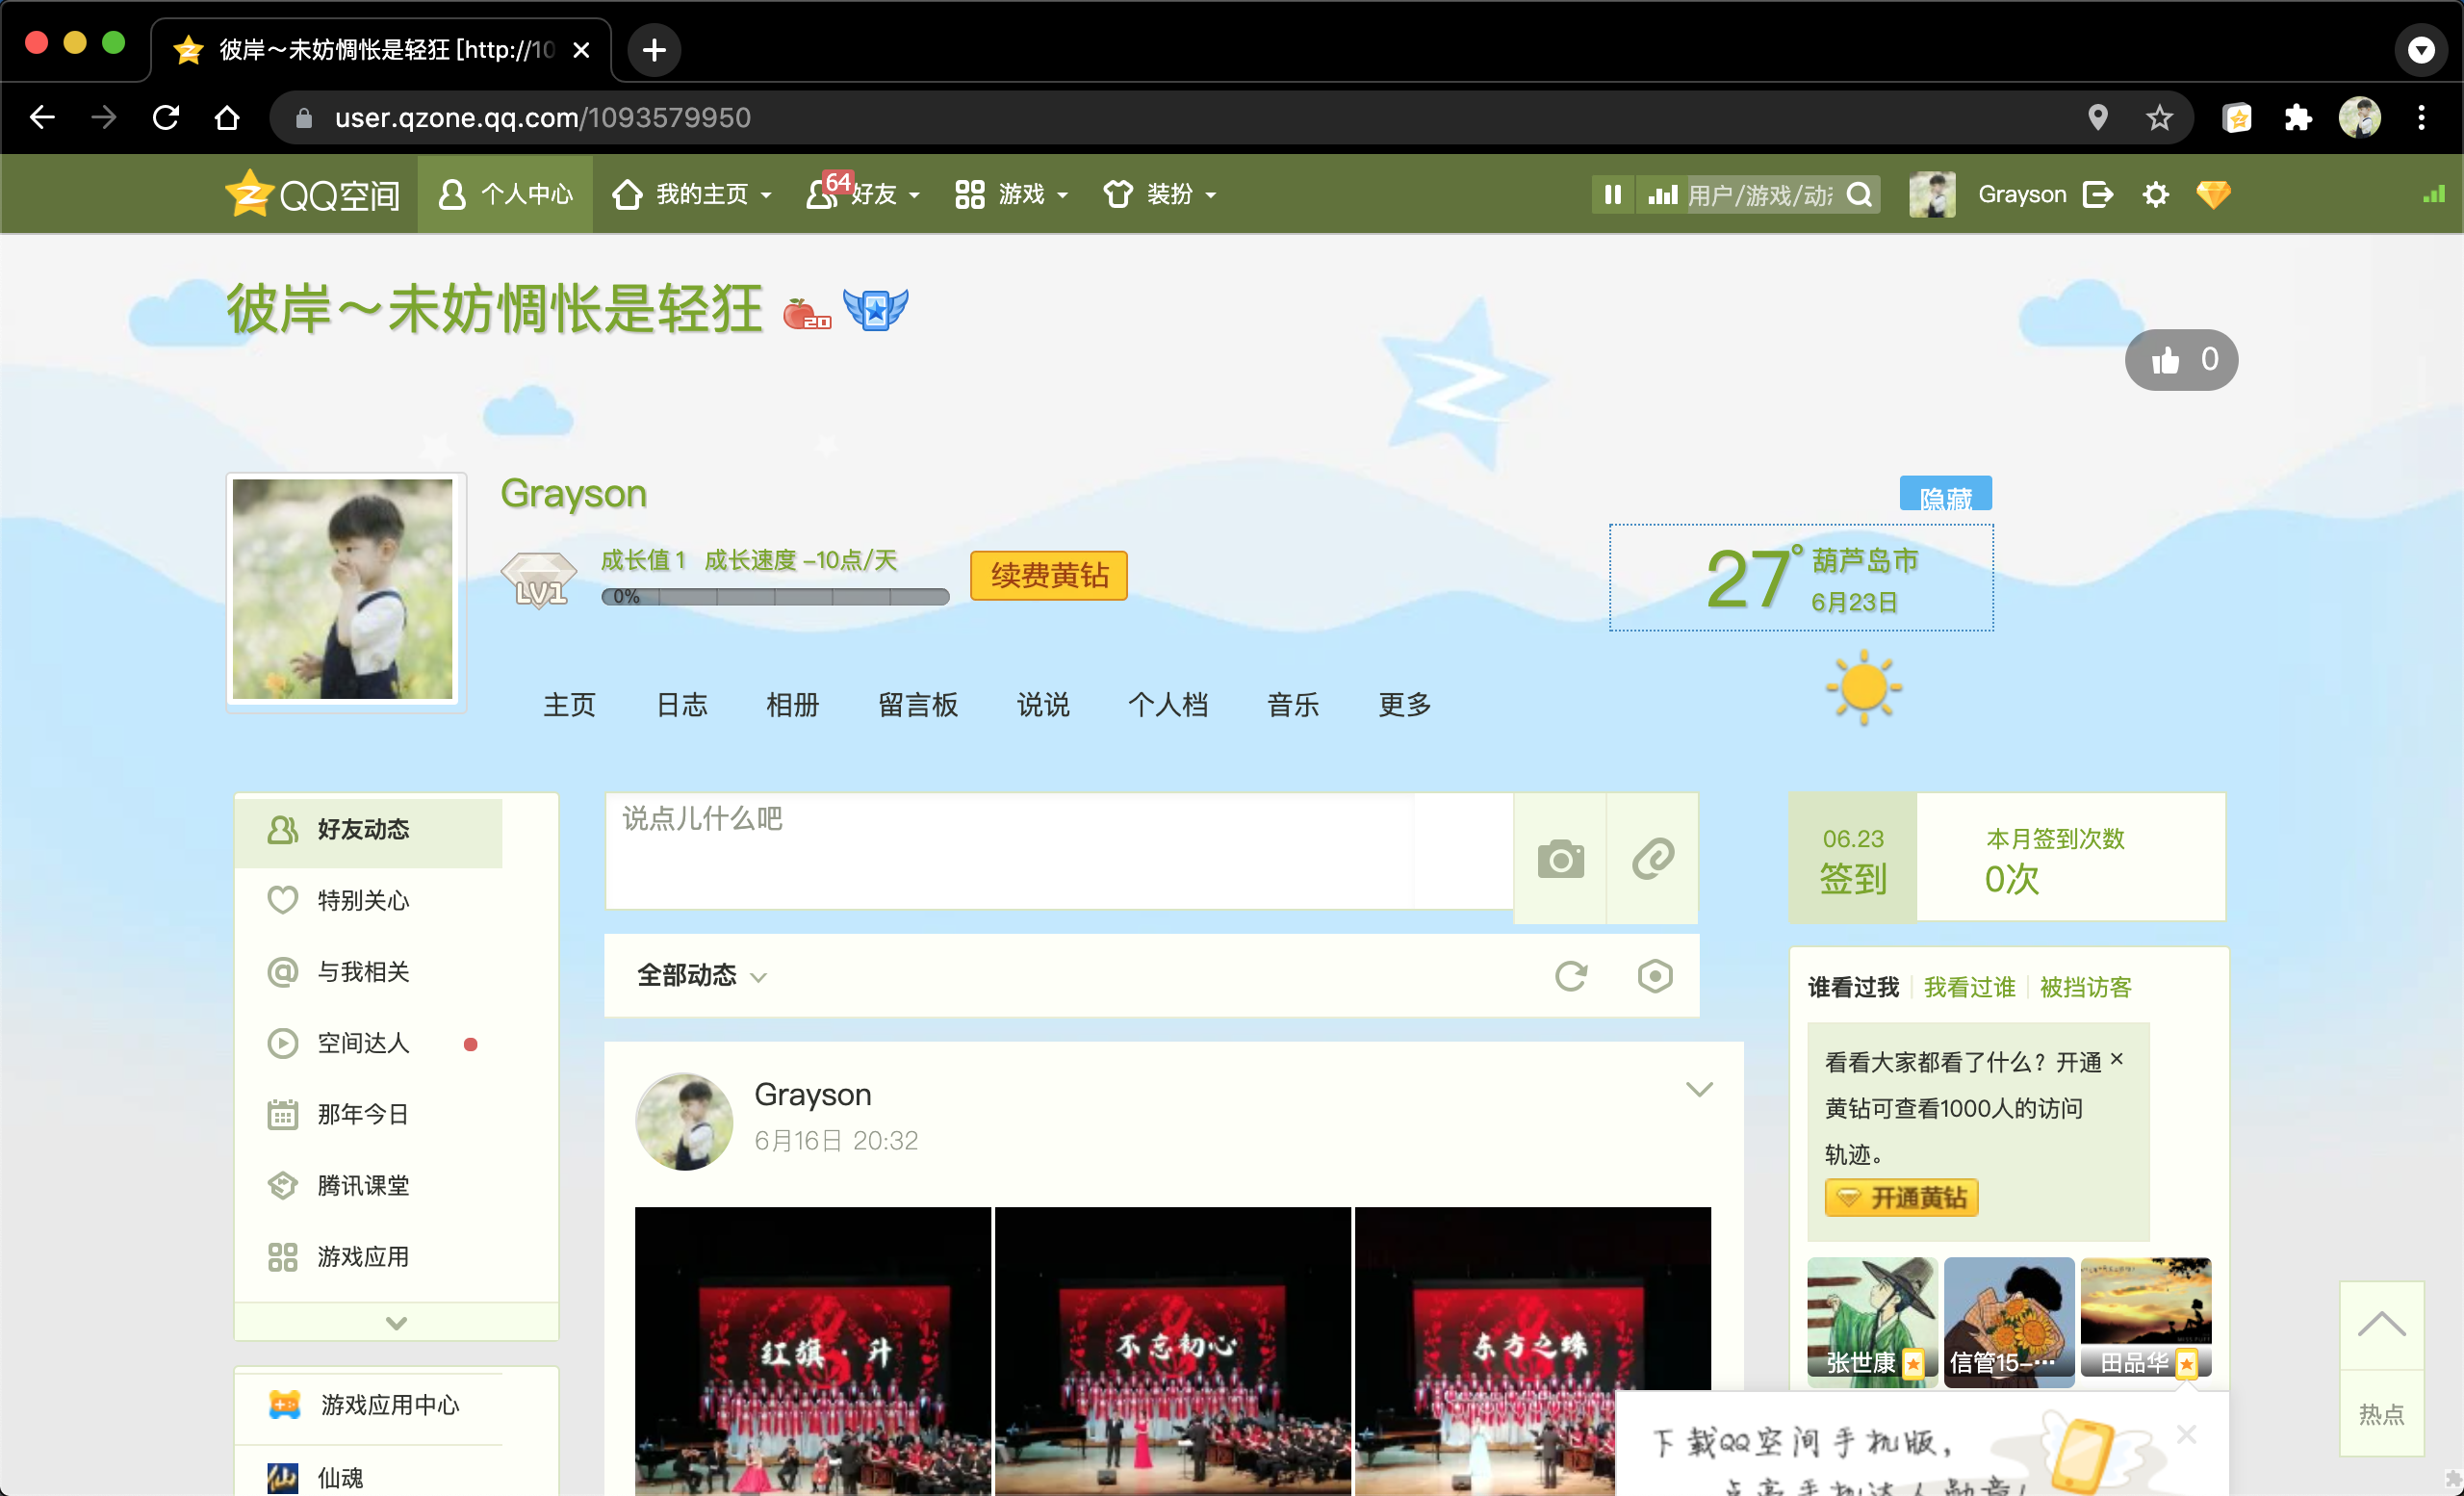 彼岸～未妨惆怅是轻狂 [http://10
user.qzone.qq.com/1093579950
QQ空间
个人中心
我的主页
64
好友
游戏
装扮
用户/游戏/动态
Grayson
彼岸～未妨惆怅是轻狂
20
0
Grayson
LV1
成长值 1 成长速度 -10点/天
0%
续费黄钻
隐藏
27°
葫芦岛市
6月23日
主页 日志 相册 留言板 说说 个人档 音乐 更多
好友动态
特别关心
与我相关
空间达人
那年今日
腾讯课堂
游戏应用
游戏应用中心
仙魂
说点儿什么吧
全部动态
Grayson
6月16日 20:32
红旗·升
不忘初心
东方之珠
06.23
签到
本月签到次数
0次
谁看过我 我看过谁 被挡访客
看看大家都看了什么？开通 ×
黄钻可查看1000人的访问
轨迹。
开通黄钻
张世康
信管15-···
田品华
下载QQ空间手机版，
点亮手机达人勋章！
热点